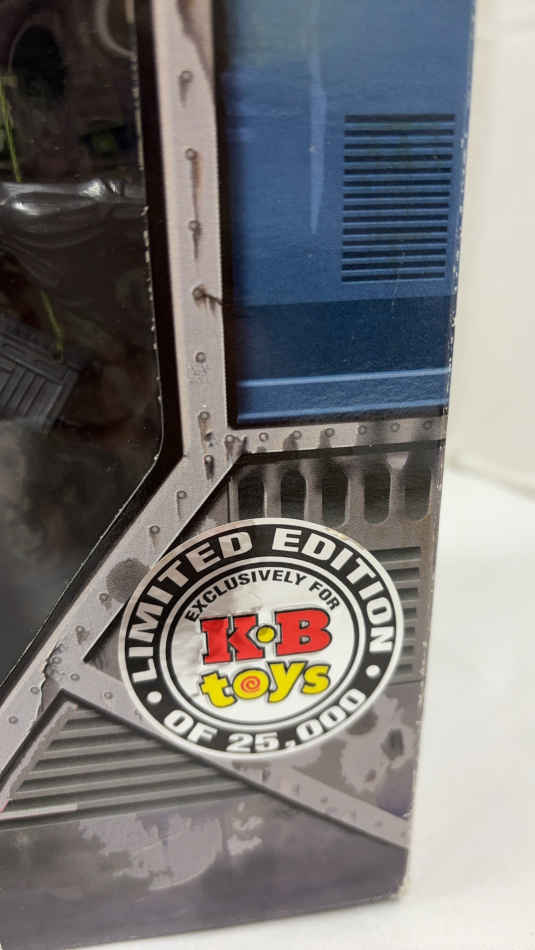 LIMITED EDITION
EXCLUSIVELY FOR
K•B
toys
• OF 25,000 •